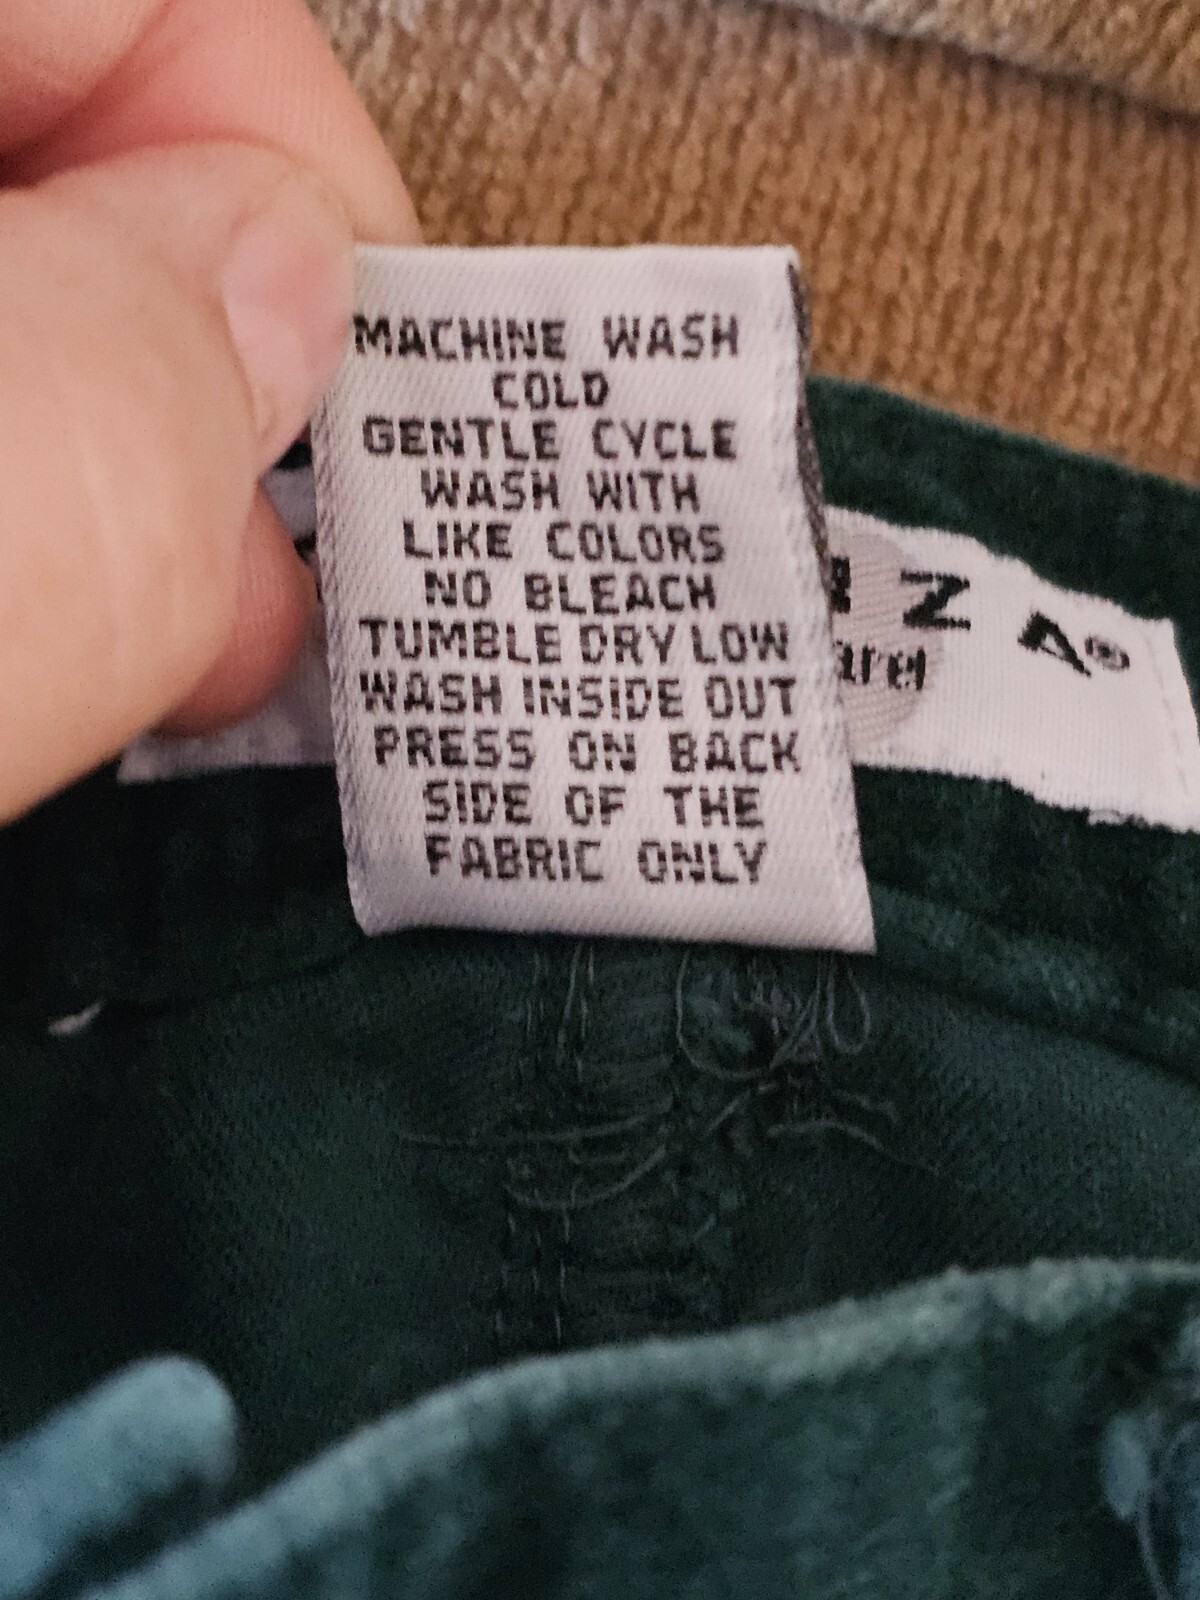 MACHINE WASH
COLD
GENTLE CYCLE
WASH WITH
LIKE COLORS
NO BLEACH
TUMBLE DRY LOW
WASH INSIDE OUT
PRESS ON BACK
SIDE OF THE
FABRIC ONLY
Z A®
arel